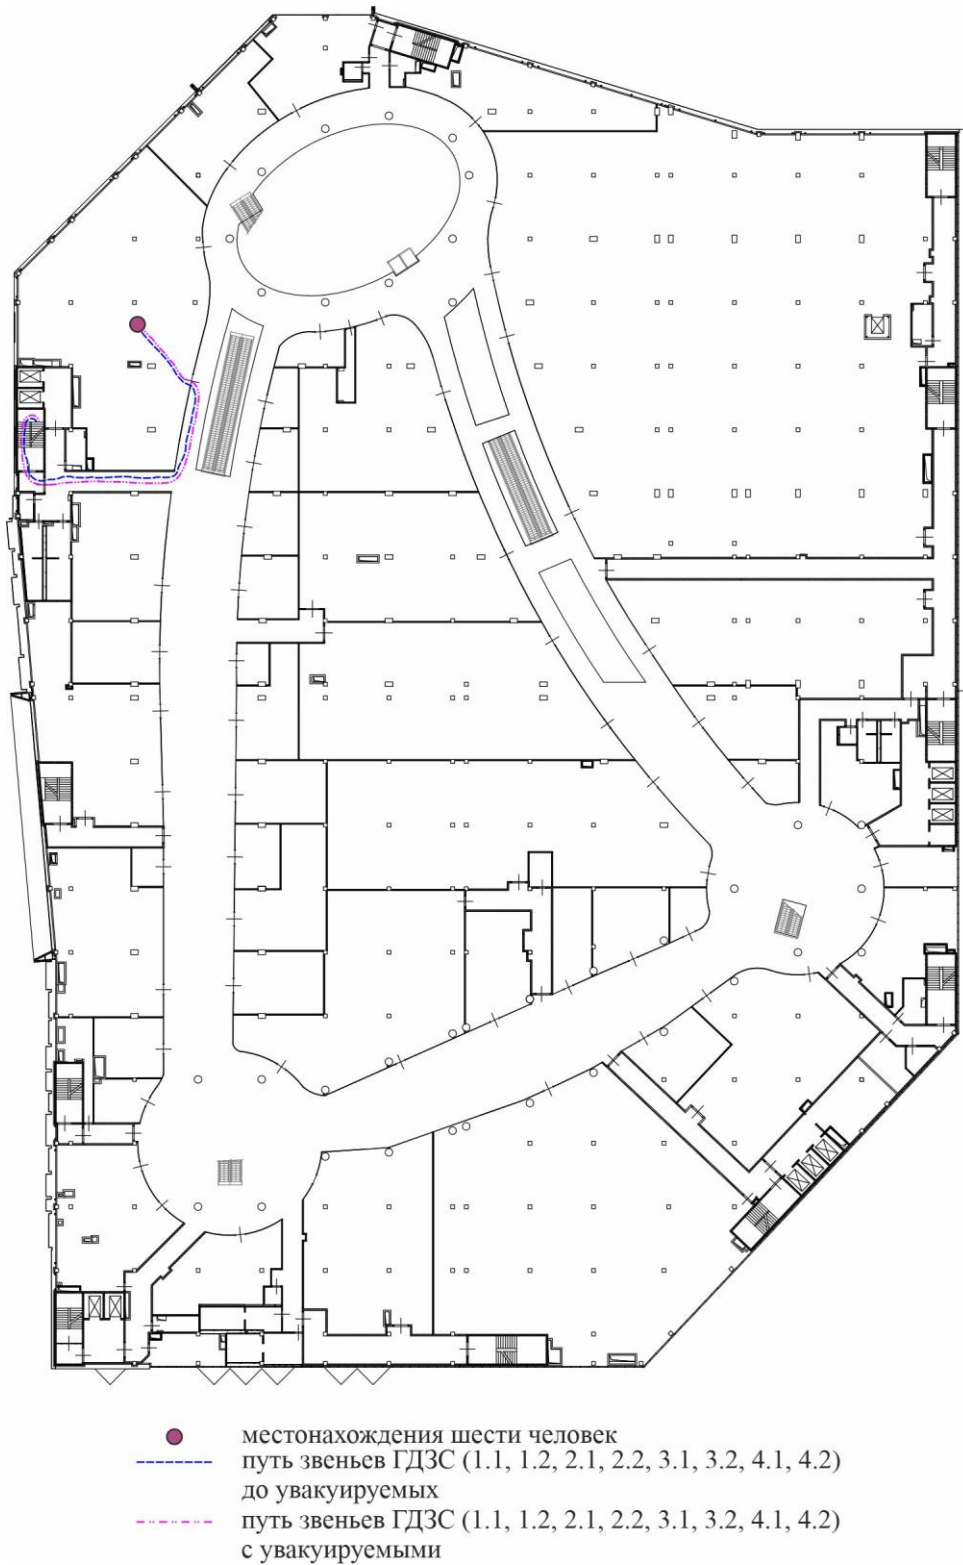 местонахождения шести человек
путь звеньев ГДЗС (1.1, 1.2, 2.1, 2.2, 3.1, 3.2, 4.1, 4.2)
до увакуируемых
путь звеньев ГДЗС (1.1, 1.2, 2.1, 2.2, 3.1, 3.2, 4.1, 4.2)
с увакуируемыми